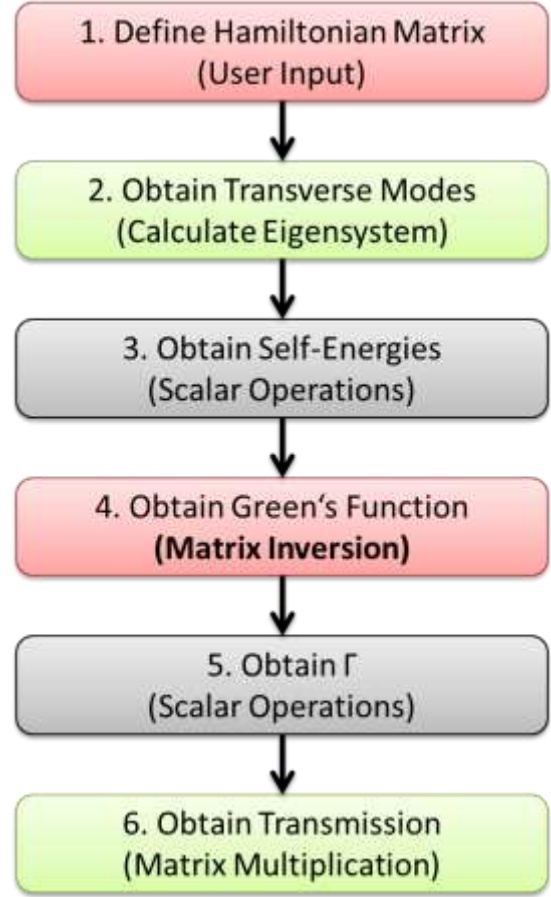 1. Define Hamiltonian Matrix
(User Input)
2. Obtain Transverse Modes
(Calculate Eigensystem)
3. Obtain Self-Energies
(Scalar Operations)
4. Obtain Green‘s Function
(Matrix Inversion)
5. Obtain Γ
(Scalar Operations)
6. Obtain Transmission
(Matrix Multiplication)